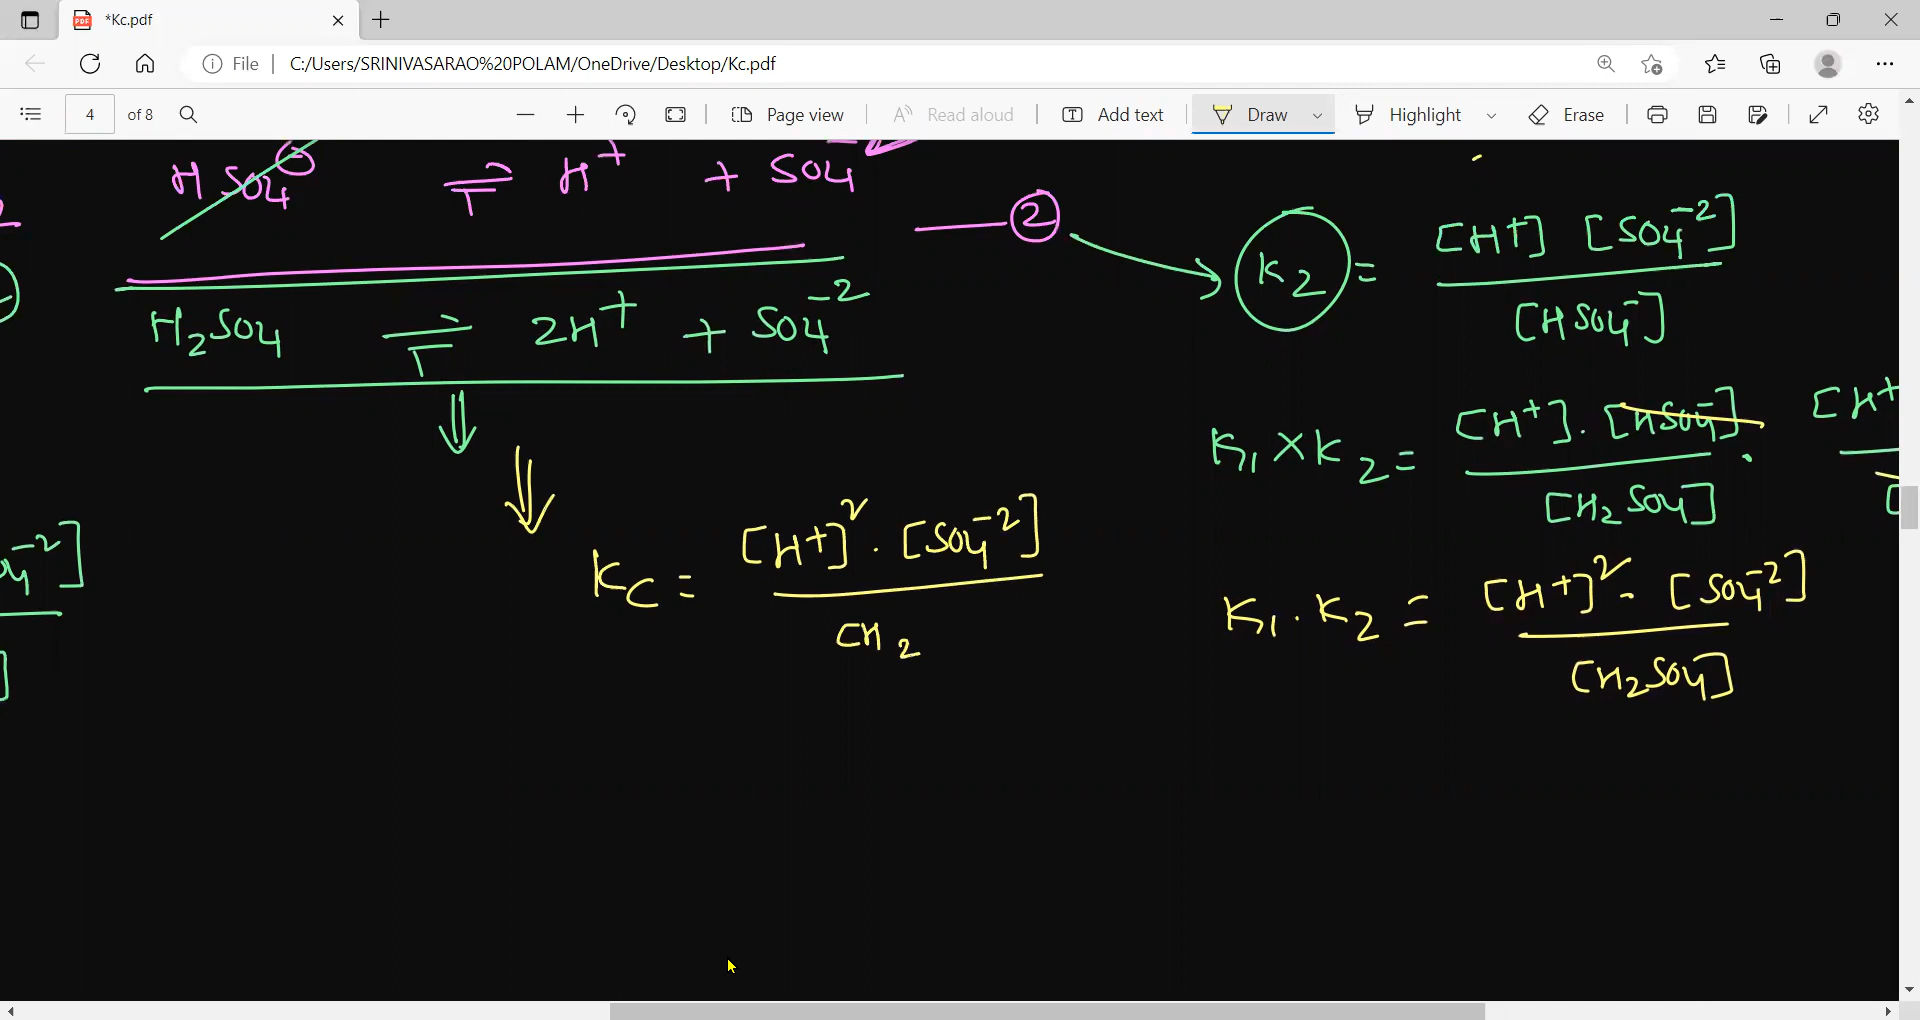 *Kc.pdf
File C:/Users/SRINIVASARAO%20POLAM/OneDrive/Desktop/Kc.pdf
4 of 8 Page view Read aloud Add text Draw Highlight Erase
HSO4⊖ ⇌ H+ + SO4
② K2 = [H+] [SO4-2] / [HSO4-]
H2SO4 ⇌ 2H+ + SO4-2
K1 X K2 = [H+] . [HSO4-] / [H2SO4] . [H+
KC = [H+]2 . [SO4-2] / [H2
K1 . K2 = [H+]2 - [SO4-2] / [H2SO4]